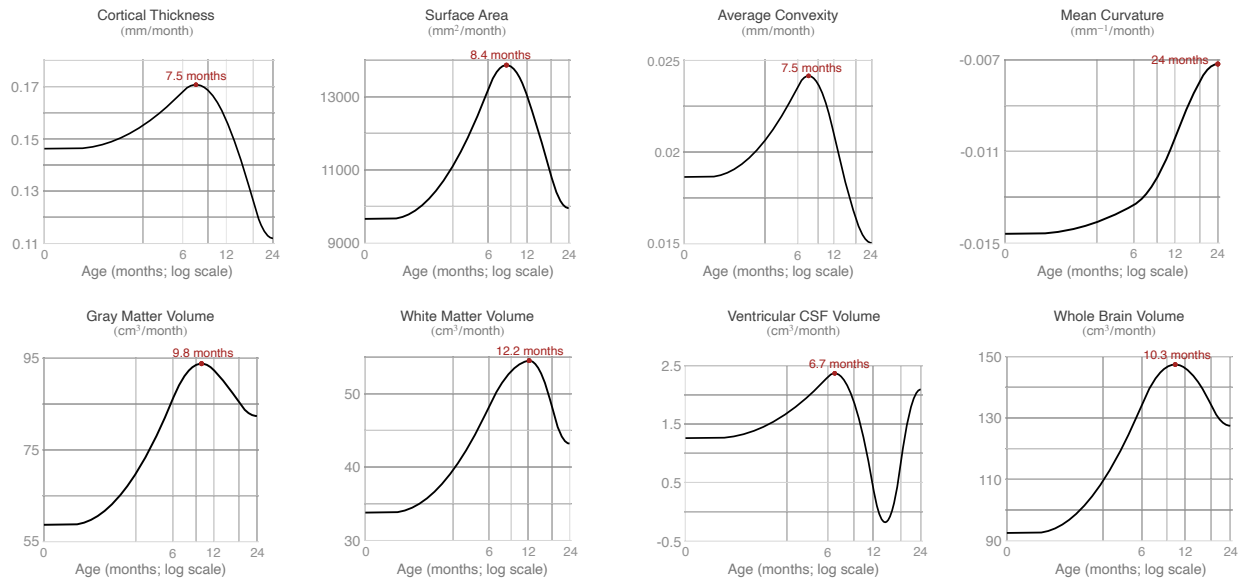 Cortical Thickness
(mm/month)
7.5 months
0.17
0.15
0.13
0.11
0 6 12 24
Age (months; log scale)
Surface Area
(mm²/month)
8.4 months
13000
11000
9000
0 6 12 24
Age (months; log scale)
Average Convexity
(mm/month)
7.5 months
0.025
0.02
0.015
0 6 12 24
Age (months; log scale)
Mean Curvature
(mm⁻¹/month)
24 months
-0.007
-0.011
-0.015
0 6 12 24
Age (months; log scale)
Gray Matter Volume
(cm³/month)
9.8 months
95
75
55
0 6 12 24
Age (months; log scale)
White Matter Volume
(cm³/month)
12.2 months
50
40
30
0 6 12 24
Age (months; log scale)
Ventricular CSF Volume
(cm³/month)
6.7 months
2.5
1.5
0.5
-0.5
0 6 12 24
Age (months; log scale)
Whole Brain Volume
(cm³/month)
10.3 months
150
130
110
90
0 6 12 24
Age (months; log scale)